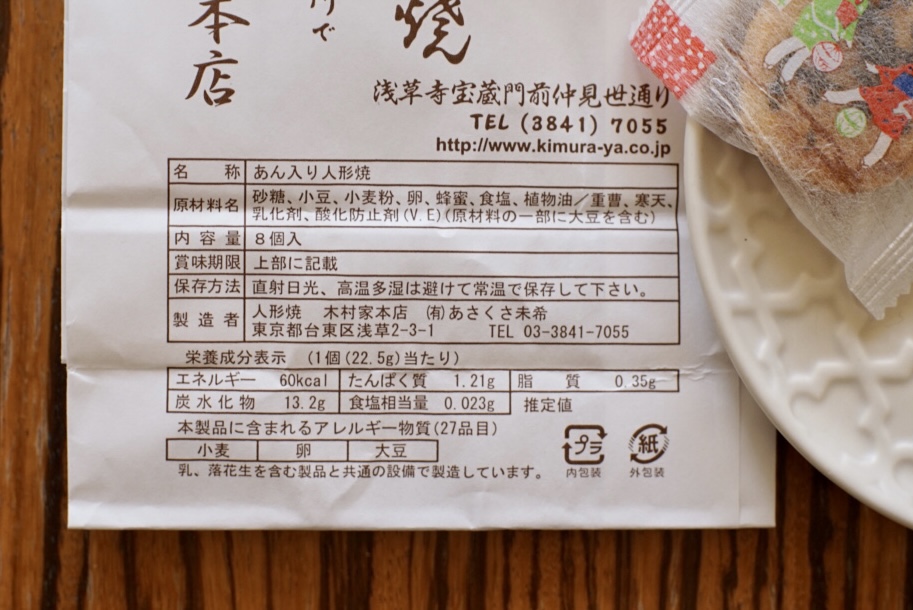 本店
で
焼
浅草寺宝蔵門前仲見世通り
TEL (3841) 7055
http://www.kimura-ya.co.jp
名 称 あん入り人形焼
原材料名 砂糖、小豆、小麦粉、卵、蜂蜜、食塩、植物油／重曹、寒天、
乳化剤、酸化防止剤(V.E)(原材料の一部に大豆を含む)
内容量 8個入
賞味期限 上部に記載
保存方法 直射日光、高温多湿は避けて常温で保存して下さい。
製造者 人形焼 木村家本店 ㈲あさくさ未希
東京都台東区浅草2-3-1 TEL 03-3841-7055
栄養成分表示 (1個(22.5g)当たり)
エネルギー 60kcal たんぱく質 1.21g 脂質 0.35g
炭水化物 13.2g 食塩相当量 0.023g 推定値
本製品に含まれるアレルギー物質(27品目)
小麦 卵 大豆
乳、落花生を含む製品と共通の設備で製造しています。
プラ 紙
内包装 外包装